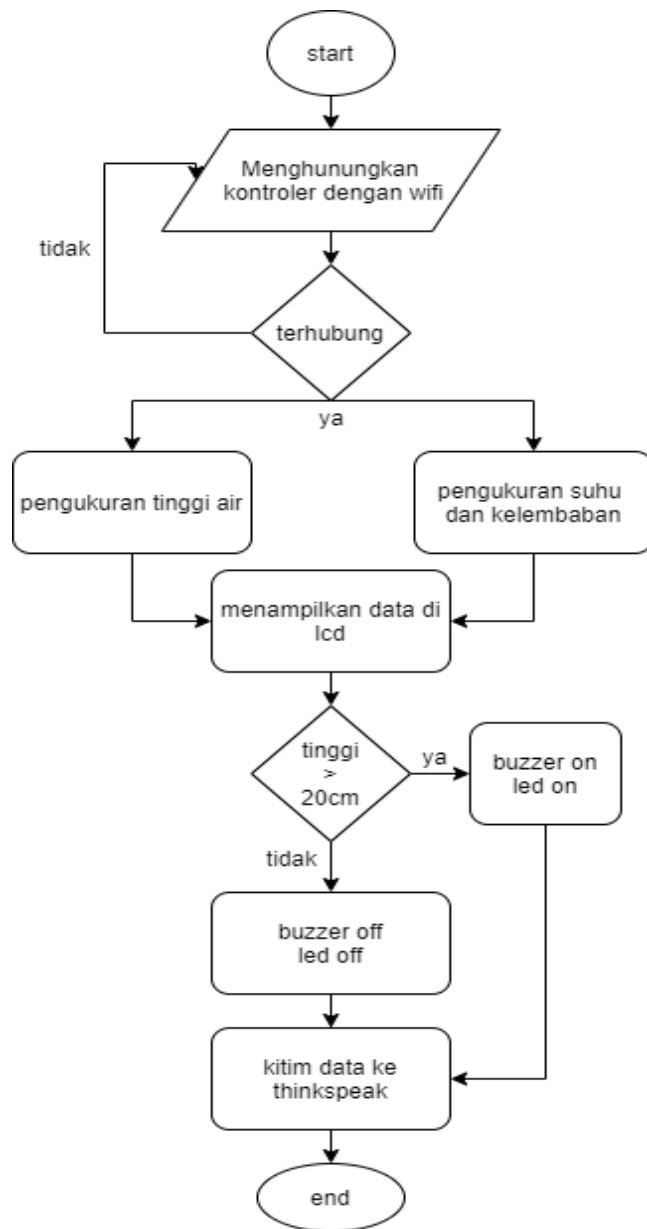 start
Menghunungkan
kontroler dengan wifi
tidak
terhubung
ya
pengukuran tinggi air
pengukuran suhu
dan kelembaban
menampilkan data di
lcd
tinggi
>
20cm
ya
buzzer on
led on
tidak
buzzer off
led off
kitim data ke
thinkspeak
end